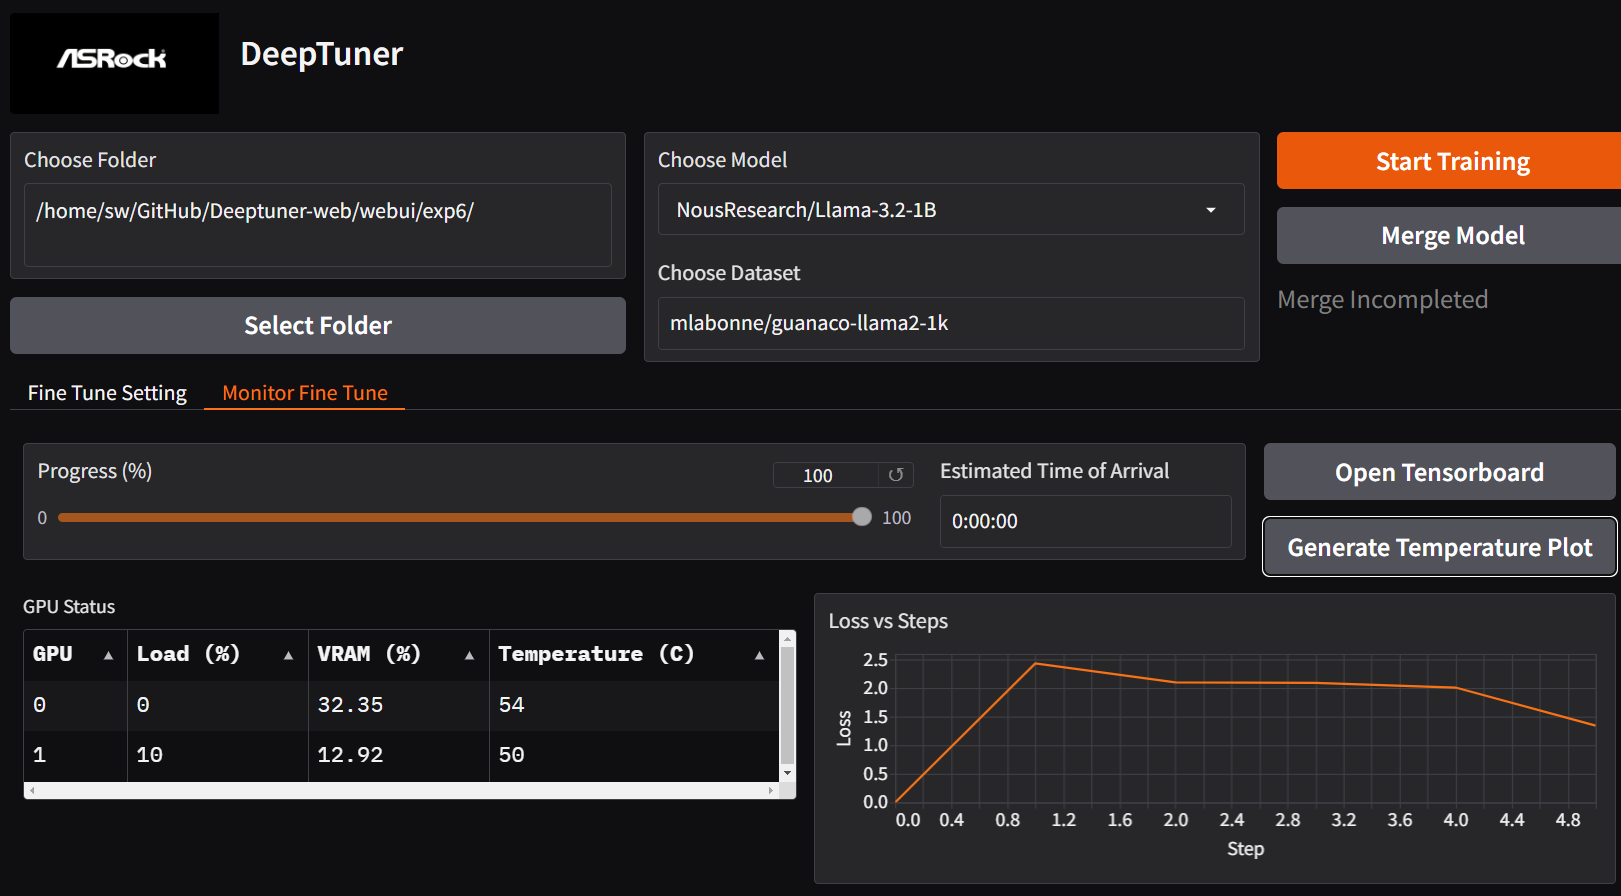 ASRock
DeepTuner
Choose Folder
/home/sw/GitHub/Deeptuner-web/webui/exp6/
Select Folder
Choose Model
NousResearch/Llama-3.2-1B
Choose Dataset
mlabonne/guanaco-llama2-1k
Start Training
Merge Model
Merge Incompleted
Fine Tune Setting
Monitor Fine Tune
Progress (%)
100
0
100
Estimated Time of Arrival
0:00:00
Open Tensorboard
Generate Temperature Plot
GPU Status
GPU Load (%) VRAM (%) Temperature (C)
0 0 32.35 54
1 10 12.92 50
Loss vs Steps
2.5
2.0
1.5
1.0
0.5
0.0
Loss
0.0 0.4 0.8 1.2 1.6 2.0 2.4 2.8 3.2 3.6 4.0 4.4 4.8
Step